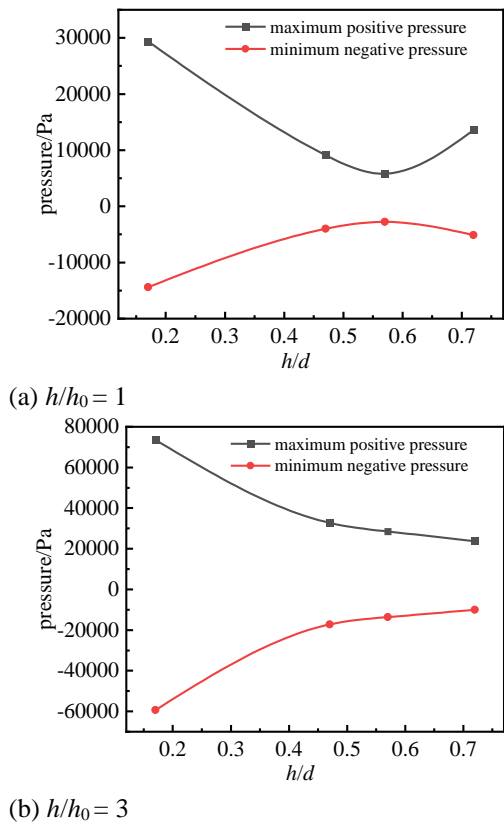 30000
20000
10000
0
-10000
-20000
pressure/Pa
maximum positive pressure
minimum negative pressure
0.2 0.3 0.4 0.5 0.6 0.7
h/d
(a) h/h₀ = 1
80000
60000
40000
20000
0
-20000
-40000
-60000
pressure/Pa
maximum positive pressure
minimum negative pressure
0.2 0.3 0.4 0.5 0.6 0.7
h/d
(b) h/h₀ = 3